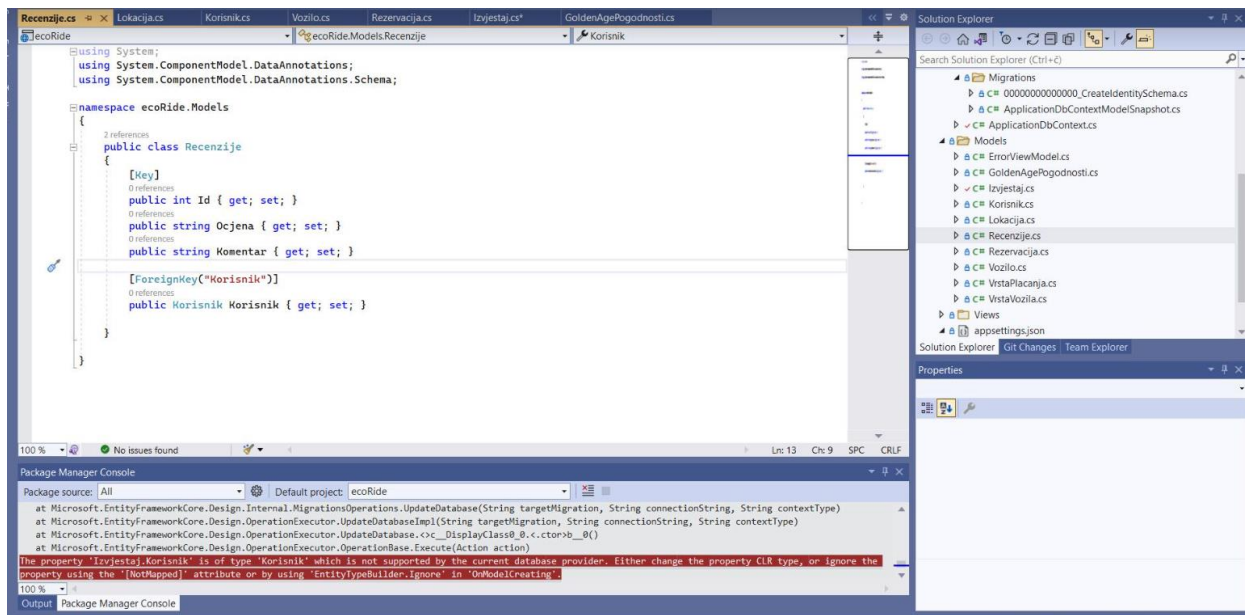 Recenzije.cs
Lokacija.cs
Korisnik.cs
Vozilo.cs
Rezervacija.cs
Izvjestaj.cs*
GoldenAgePogodnosti.cs
ecoRide
ecoRide.Models.Recenzije
Korisnik
using System;
using System.ComponentModel.DataAnnotations;
using System.ComponentModel.DataAnnotations.Schema;
namespace ecoRide.Models
{
2 references
public class Recenzije
{
[Key]
0 references
public int Id { get; set; }
0 references
public string Ocjena { get; set; }
0 references
public string Komentar { get; set; }
[ForeignKey("Korisnik")]
0 references
public Korisnik Korisnik { get; set; }
}
}
100 %
No issues found
Ln: 13 Ch: 9 SPC CRLF
Package Manager Console
Package source: All
Default project: ecoRide
at Microsoft.EntityFrameworkCore.Design.Internal.MigrationsOperations.UpdateDatabase(String targetMigration, String connectionString, String contextType)
at Microsoft.EntityFrameworkCore.Design.OperationExecutor.UpdateDatabaseImpl(String targetMigration, String connectionString, String contextType)
at Microsoft.EntityFrameworkCore.Design.OperationExecutor.UpdateDatabase.<>c__DisplayClass0_0.<.ctor>b__0()
at Microsoft.EntityFrameworkCore.Design.OperationExecutor.OperationBase.Execute(Action action)
The property 'Izvjestaj.Korisnik' is of type 'Korisnik' which is not supported by the current database provider. Either change the property CLR type, or ignore the
property using the '[NotMapped]' attribute or by using 'EntityTypeBuilder.Ignore' in 'OnModelCreating'.
100 %
Output Package Manager Console
Solution Explorer
Search Solution Explorer (Ctrl+č)
Migrations
C# 00000000000000_CreateIdentitySchema.cs
C# ApplicationDbContextModelSnapshot.cs
C# ApplicationDbContext.cs
Models
C# ErrorViewModel.cs
C# GoldenAgePogodnosti.cs
C# Izvjestaj.cs
C# Korisnik.cs
C# Lokacija.cs
C# Recenzije.cs
C# Rezervacija.cs
C# Vozilo.cs
C# VrstaPlacanja.cs
C# VrstaVozila.cs
Views
appsettings.json
Solution Explorer Git Changes Team Explorer
Properties